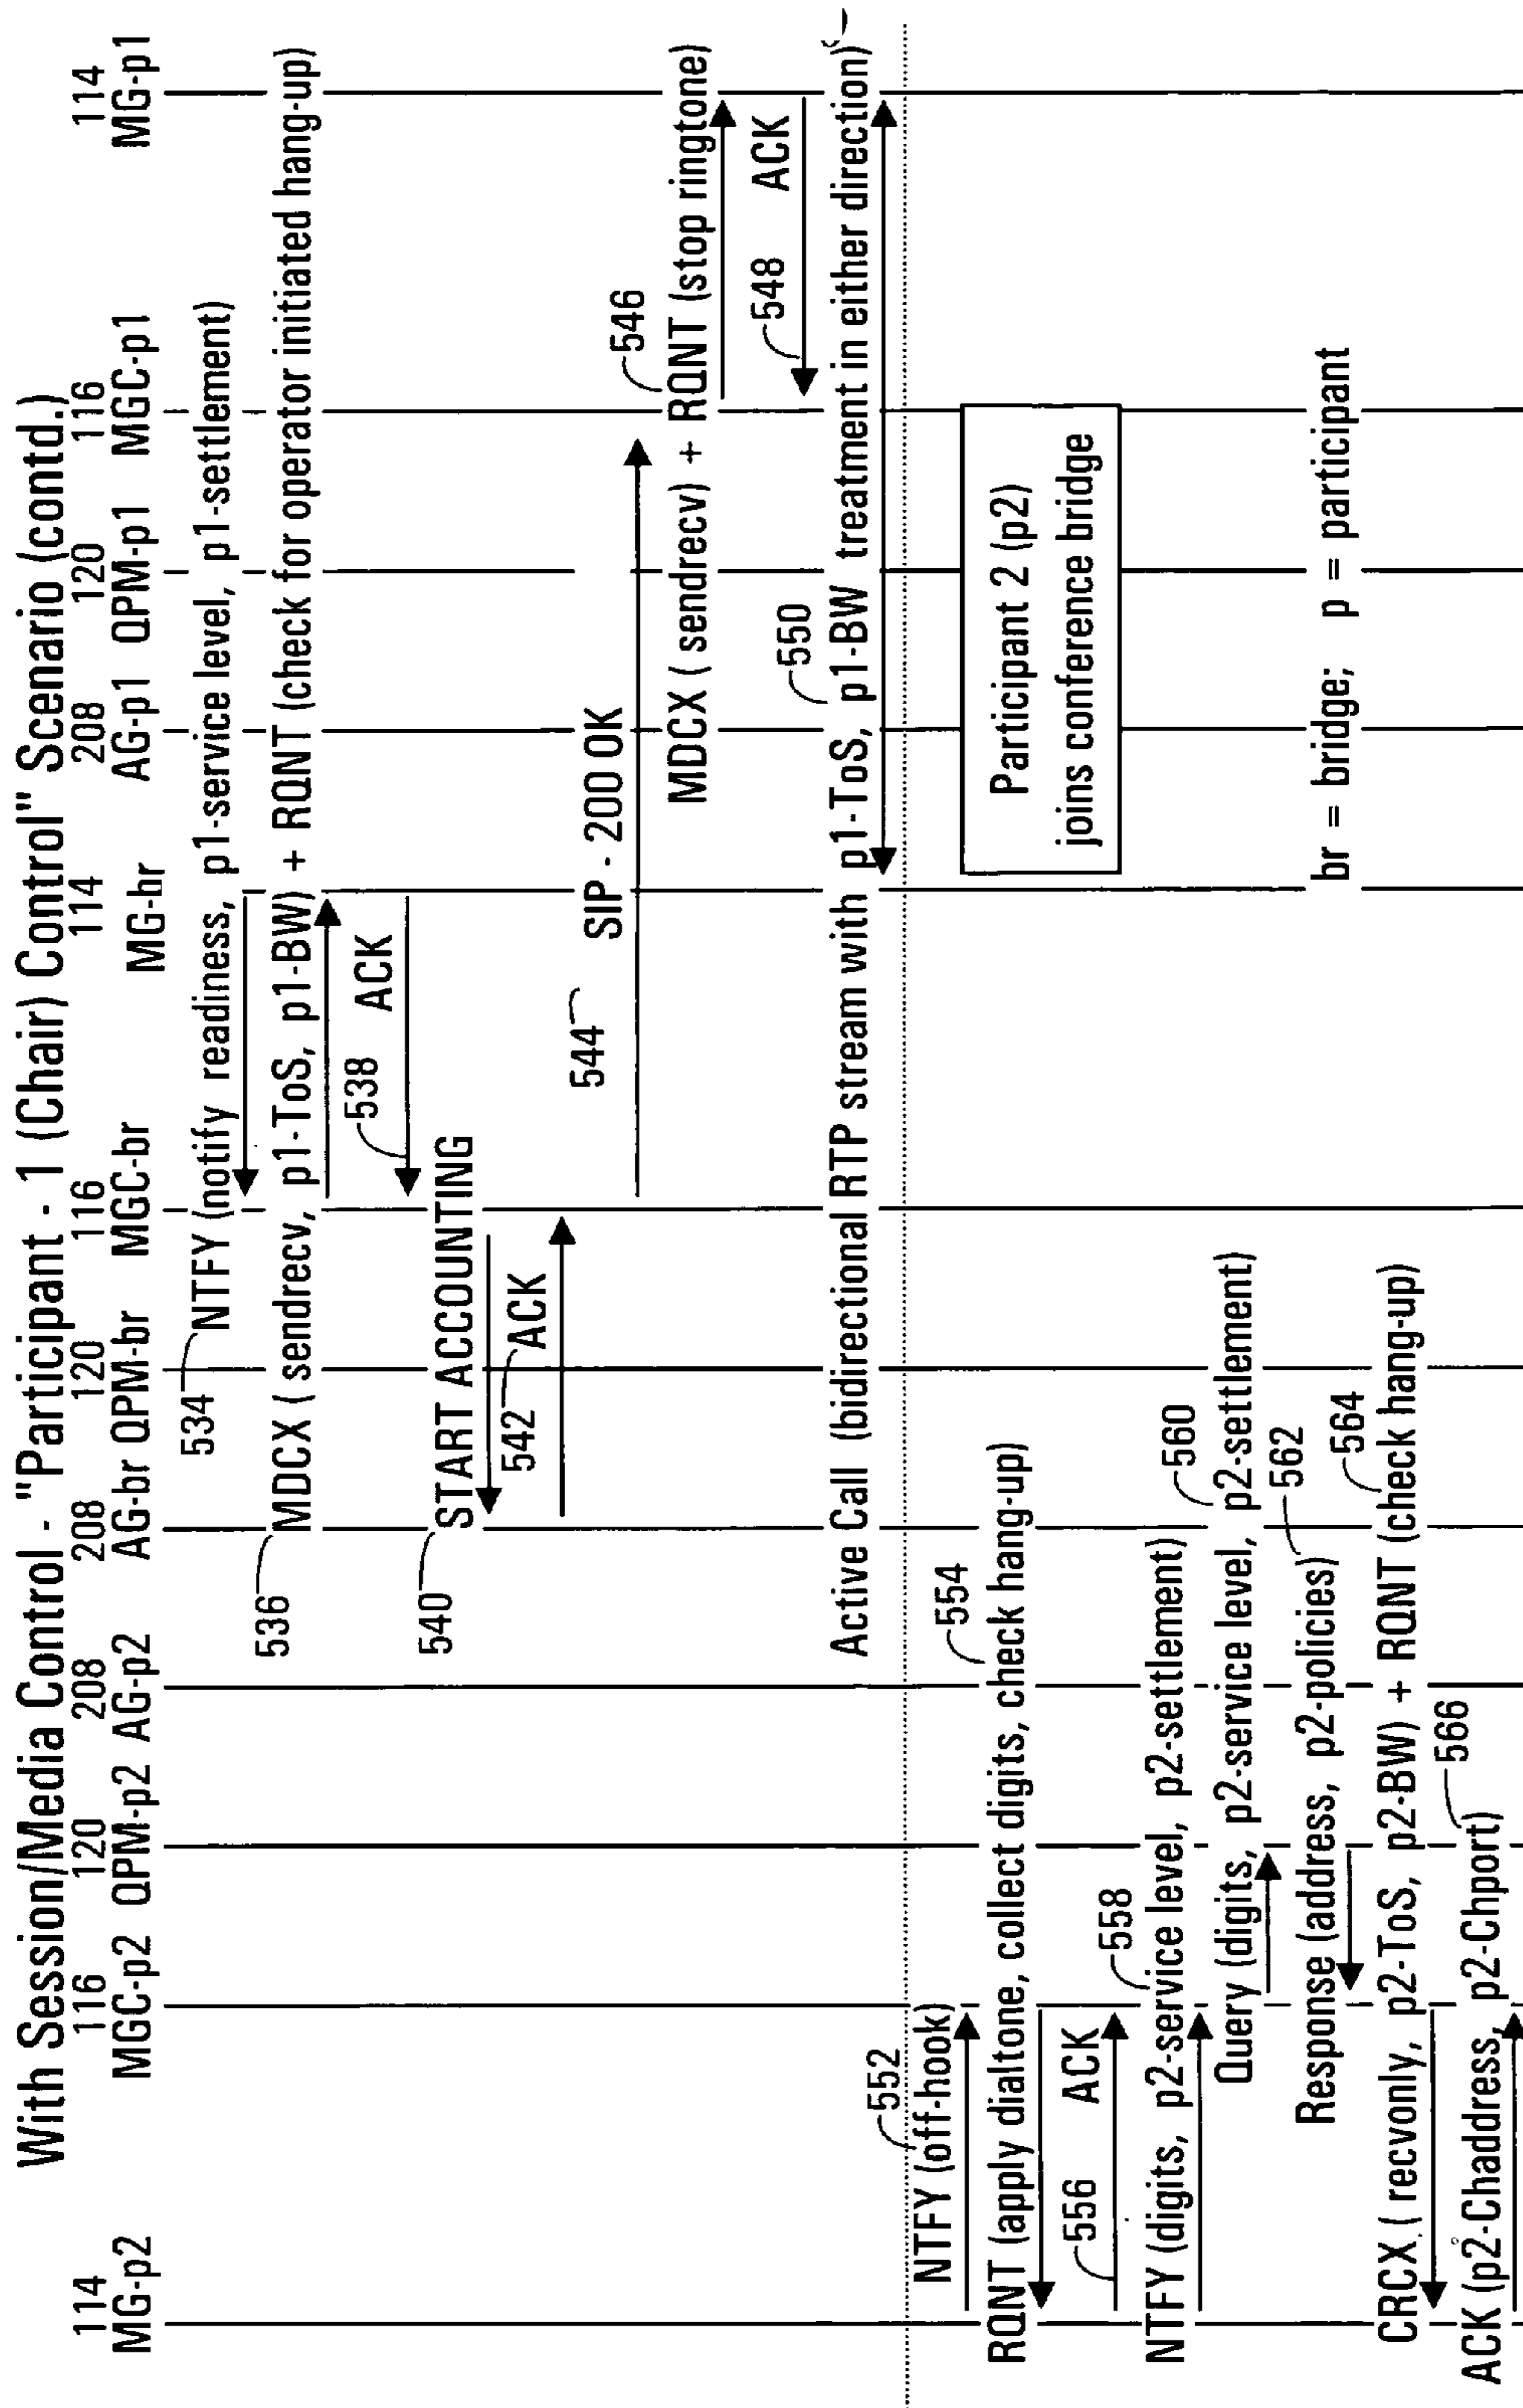 With Session/Media Control - "Participant - 1 (Chair) Control" Scenario (contd.)
114 116 120 208 208 120 116 114 208 120 116 114
MG-p2 MGC-p2 QPM-p2 AG-p2 AG-br QPM-br MGC-br MG-br AG-p1 QPM-p1 MGC-p1 MG-p1
534 NTFY (notify readiness, p1-service level, p1-settlement)
536 MDCX ( sendrecv, p1-ToS, p1-BW) + RQNT (check for operator initiated hang-up)
538 ACK
540 START ACCOUNTING
542 ACK
544 SIP - 200 OK
546
MDCX ( sendrecv) + RQNT (stop ringtone)
548 ACK
550
Active Call (bidirectional RTP stream with p1-ToS, p1-BW treatment in either direction)
552
NTFY (off-hook)
554
RQNT (apply dialtone, collect digits, check hang-up)
Participant 2 (p2)
joins conference bridge
556 ACK
558
NTFY (digits, p2-service level, p2-settlement)
560
Query (digits, p2-service level, p2-settlement)
562
Response (address, p2-policies)
br = bridge; p = participant
564
CRCX ( recvonly, p2-ToS, p2-BW) + RQNT (check hang-up)
566
ACK (p2-Chaddress, p2-Chport)